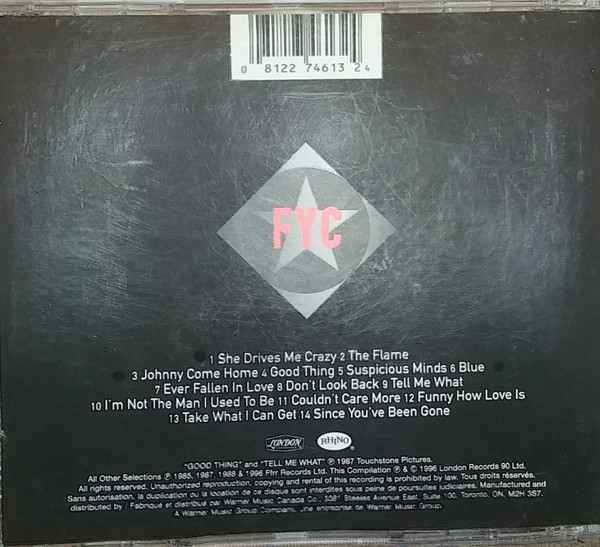 0 81227 46132 4
FYC
1 She Drives Me Crazy 2 The Flame
3 Johnny Come Home 4 Good Thing 5 Suspicious Minds 6 Blue
7 Ever Fallen In Love 8 Don't Look Back 9 Tell Me What
10 I'm Not The Man I Used To Be 11 Couldn't Care More 12 Funny How Love Is
13 Take What I Can Get 14 Since You've Been Gone
LONDON RHINO
"GOOD THING" and "TELL ME WHAT" ℗ 1987 Touchstone Pictures.
All Other Selections ℗ 1985, 1987, 1988 & 1996 Ffrr Records Ltd. This Compilation ℗ & © 1996 London Records 90 Ltd.
All rights reserved. Unauthorized reproduction, copying and rental of this recording is prohibited by law. Tous droits réservés.
Sans autorisation, la duplication ou la location de ce disque sont interdites sous peine de poursuites judiciaires. Manufactured and
distributed by / Fabriqué et distribué par Warner Music Canada Co., 3381 Steeles Avenue East, Suite 100, Toronto, ON, M2H 3S7.
A Warner Music Group Company. Une entreprise de Warner Music Group.